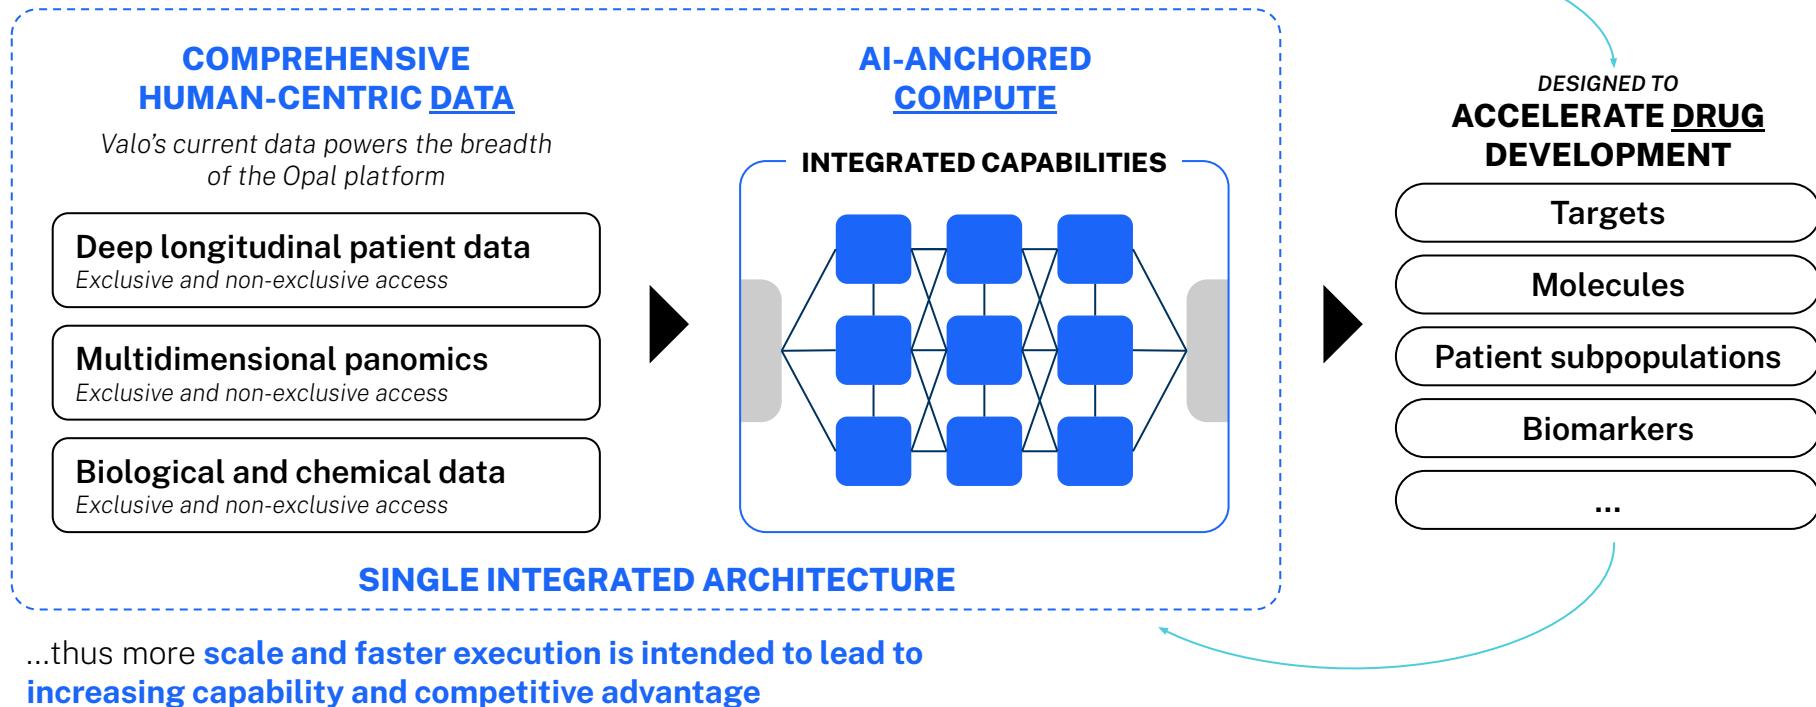 COMPREHENSIVE
HUMAN-CENTRIC DATA
Valo's current data powers the breadth
of the Opal platform
Deep longitudinal patient data
Exclusive and non-exclusive access
Multidimensional panomics
Exclusive and non-exclusive access
Biological and chemical data
Exclusive and non-exclusive access
AI-ANCHORED
COMPUTE
INTEGRATED CAPABILITIES
SINGLE INTEGRATED ARCHITECTURE
DESIGNED TO
ACCELERATE DRUG
DEVELOPMENT
Targets
Molecules
Patient subpopulations
Biomarkers
...
...thus more scale and faster execution is intended to lead to
increasing capability and competitive advantage